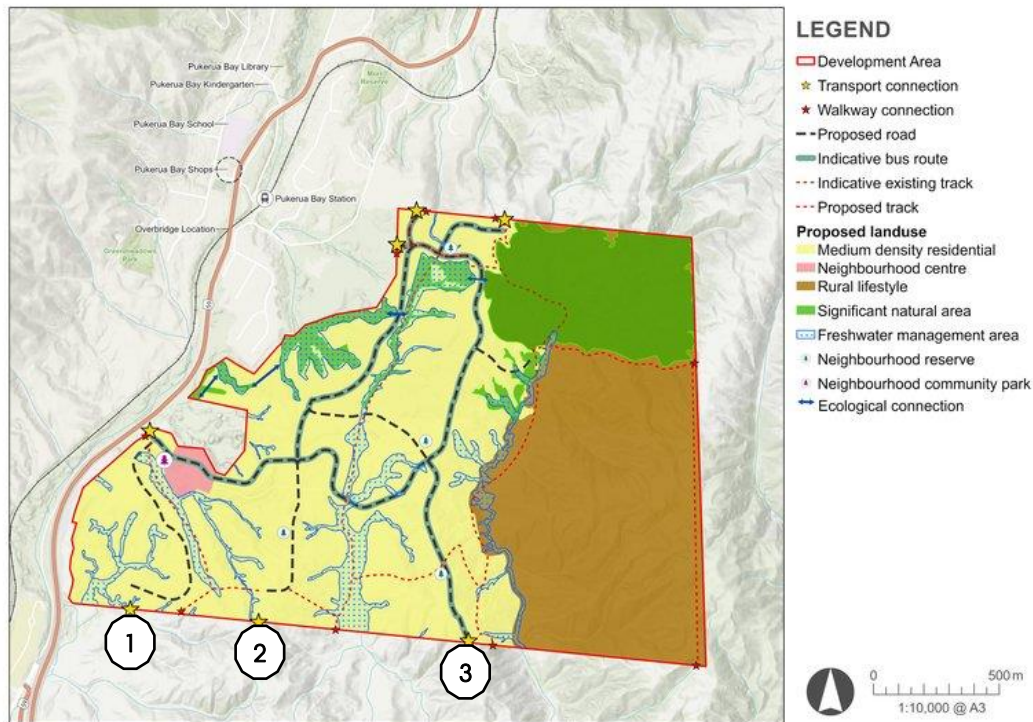 Pukerua Bay Library
Pukerua Bay Kindergarten
Pukerua Bay School
Pukerua Bay Shops
Pukerua Bay Station
Overbridge Location
59
1
2
3
LEGEND
Development Area
Transport connection
Walkway connection
Proposed road
Indicative bus route
Indicative existing track
Proposed track
Proposed landuse
Medium density residential
Neighbourhood centre
Rural lifestyle
Significant natural area
Freshwater management area
Neighbourhood reserve
Neighbourhood community park
Ecological connection
0 500 m
1:10,000 @ A3